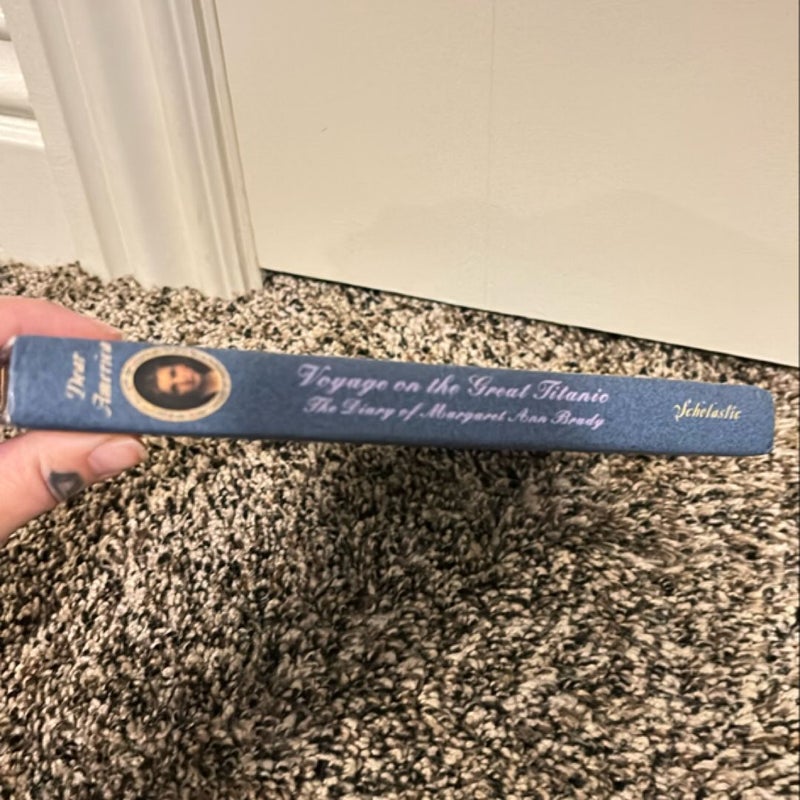 Dear
America
Voyage on the Great Titanic
The Diary of Margaret Ann Brady
Scholastic